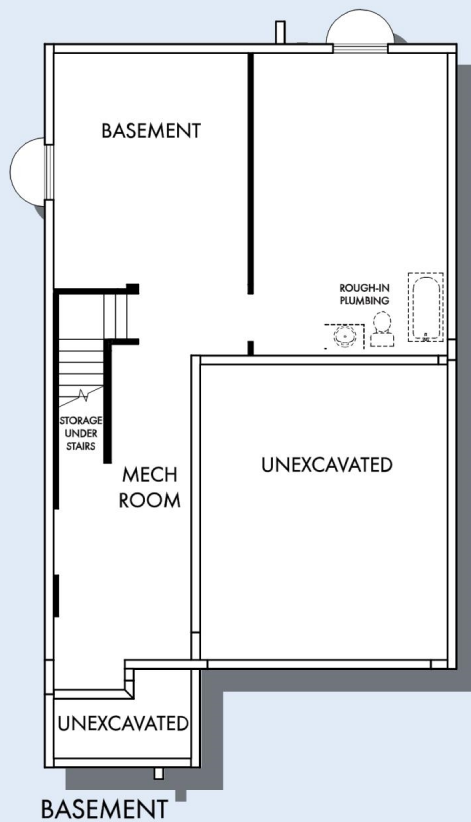 BASEMENT
ROUGH-IN
PLUMBING
STORAGE
UNDER
STAIRS
MECH
ROOM
UNEXCAVATED
UNEXCAVATED
BASEMENT